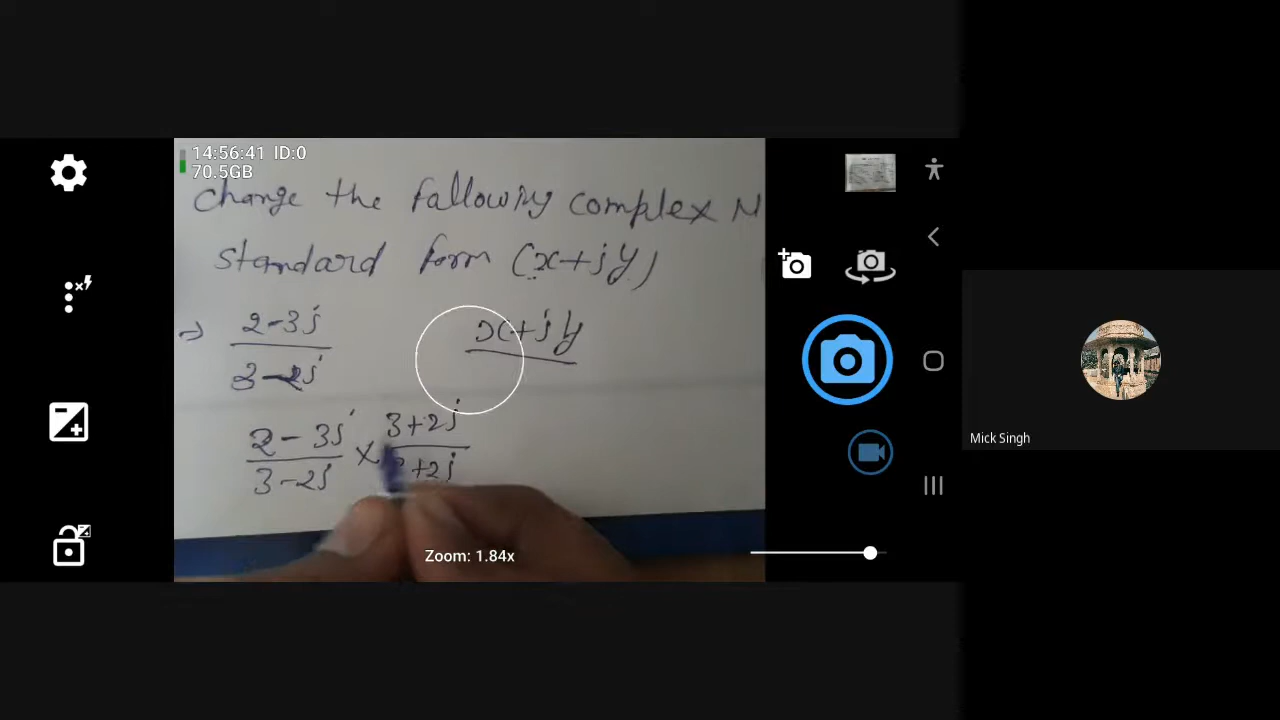 14:56:41 ID:0
70.5GB
Change the following complex N
standard form (x+jy)
⇒ 2-3j x+jy
3-2j
2-3j × 3+2j
3-2j +2j
Zoom: 1.84x
Mick Singh